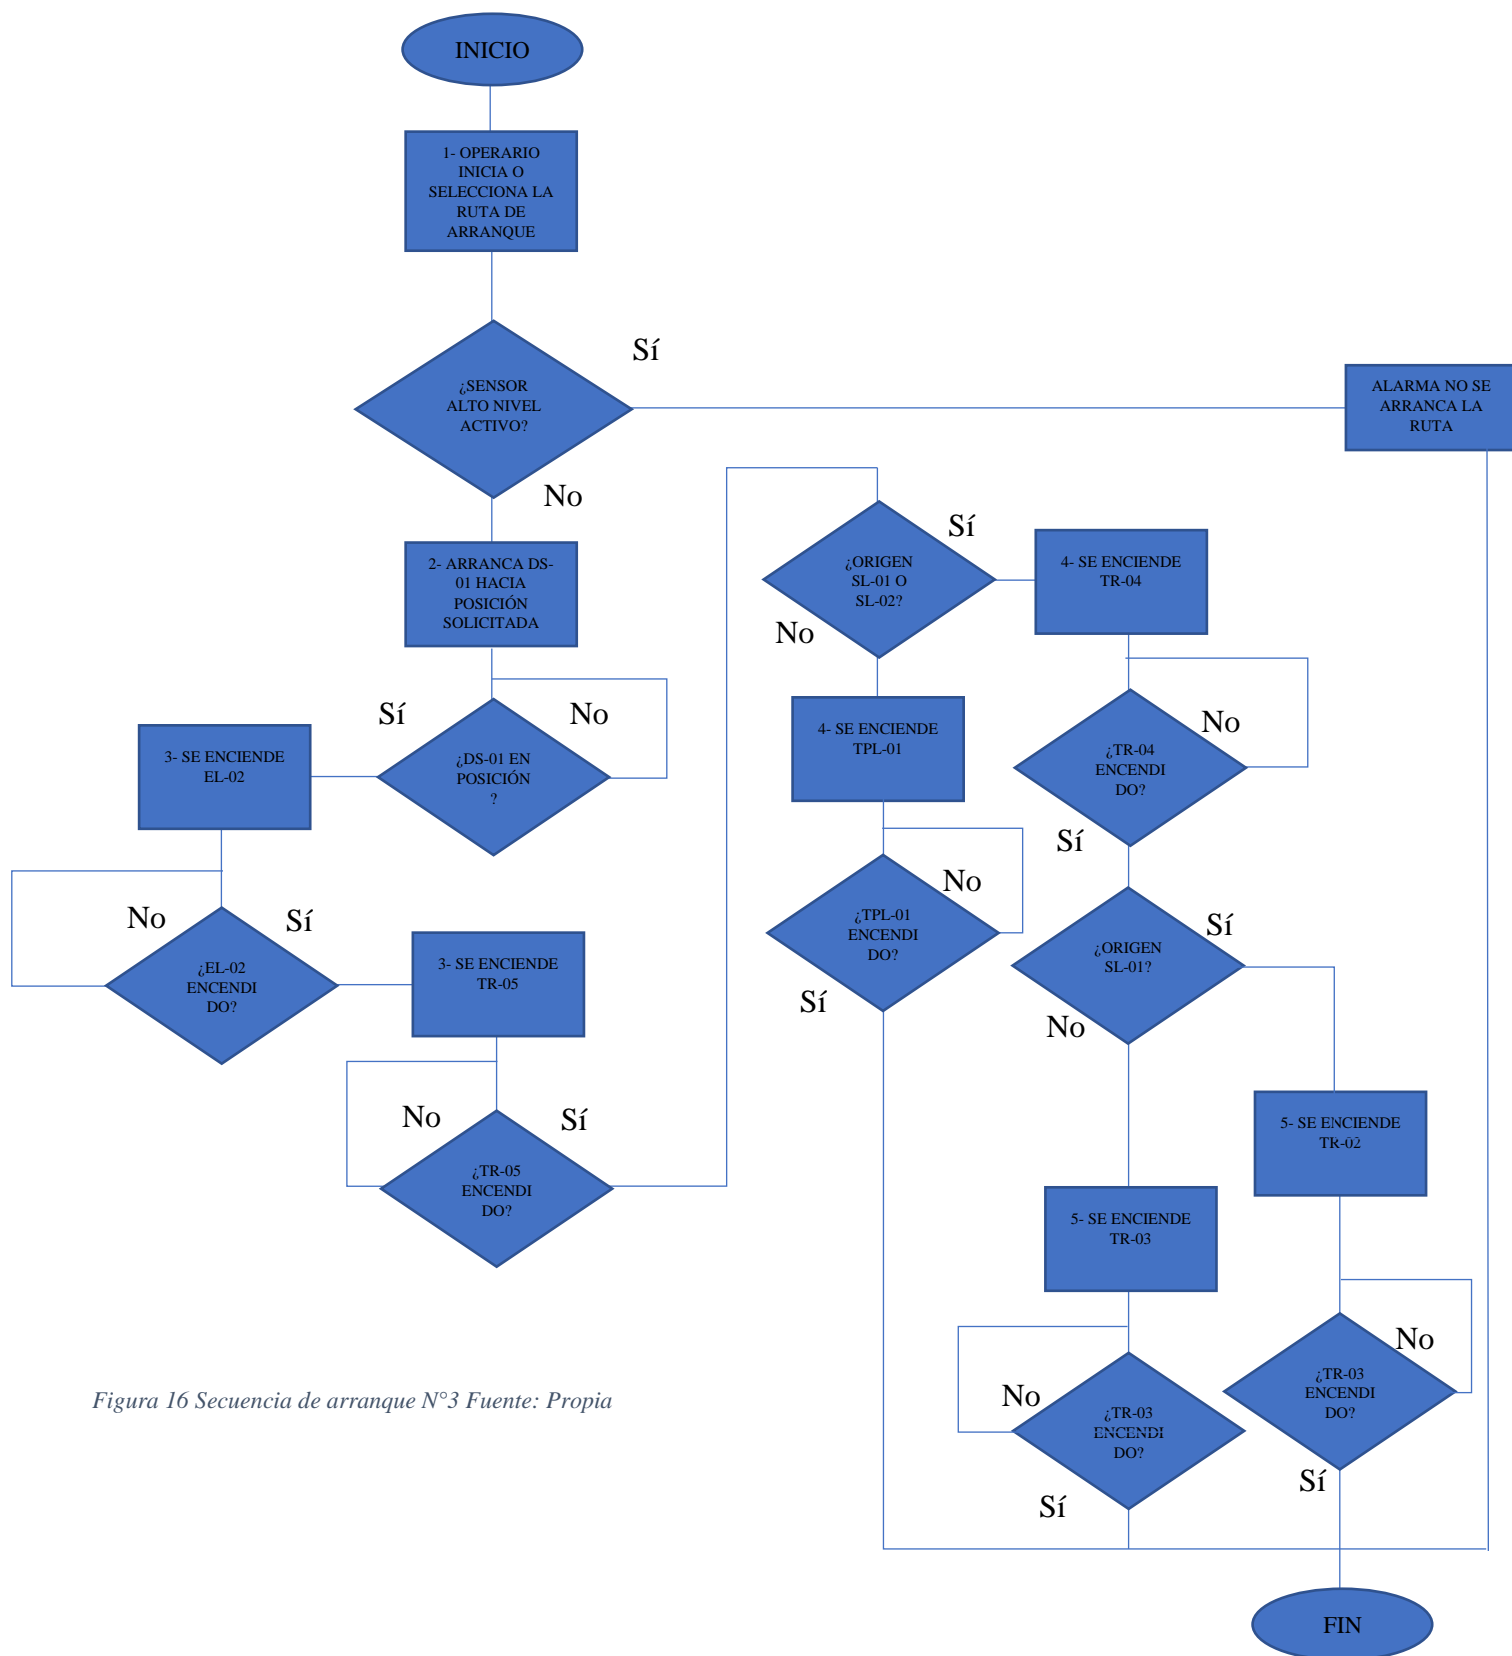 INICIO
1- OPERARIO
INICIA O
SELECCIONA LA
RUTA DE
ARRANQUE
¿SENSOR
ALTO NIVEL
ACTIVO?
Sí
ALARMA NO SE
ARRANCA LA
RUTA
No
2- ARRANCA DS-
01 HACIA
POSICIÓN
SOLICITADA
¿DS-01 EN
POSICIÓN
?
Sí
No
3- SE ENCIENDE
EL-02
¿EL-02
ENCENDI
DO?
No
Sí
3- SE ENCIENDE
TR-05
¿TR-05
ENCENDI
DO?
No
Sí
¿ORIGEN
SL-01 O
SL-02?
Sí
No
4- SE ENCIENDE
TR-04
4- SE ENCIENDE
TPL-01
¿TPL-01
ENCENDI
DO?
No
Sí
¿TR-04
ENCENDI
DO?
No
Sí
¿ORIGEN
SL-01?
Sí
No
5- SE ENCIENDE
TR-02
5- SE ENCIENDE
TR-03
¿TR-03
ENCENDI
DO?
No
Sí
¿TR-03
ENCENDI
DO?
No
Sí
FIN
Figura 16 Secuencia de arranque N°3 Fuente: Propia